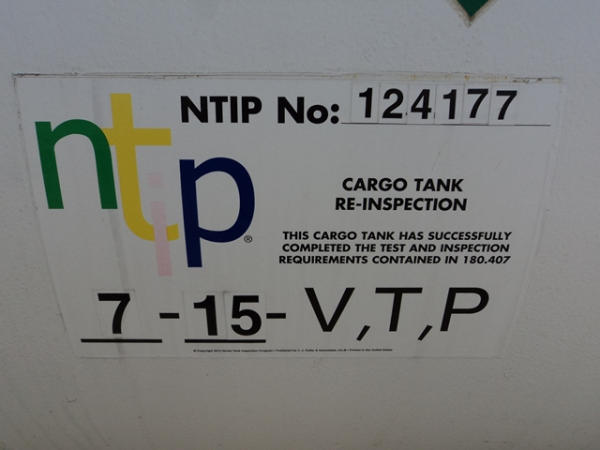 ntp®
NTIP No: 124177
CARGO TANK
RE-INSPECTION
THIS CARGO TANK HAS SUCCESSFULLY
COMPLETED THE TEST AND INSPECTION
REQUIREMENTS CONTAINED IN 180.407
7 - 15 - V,T,P